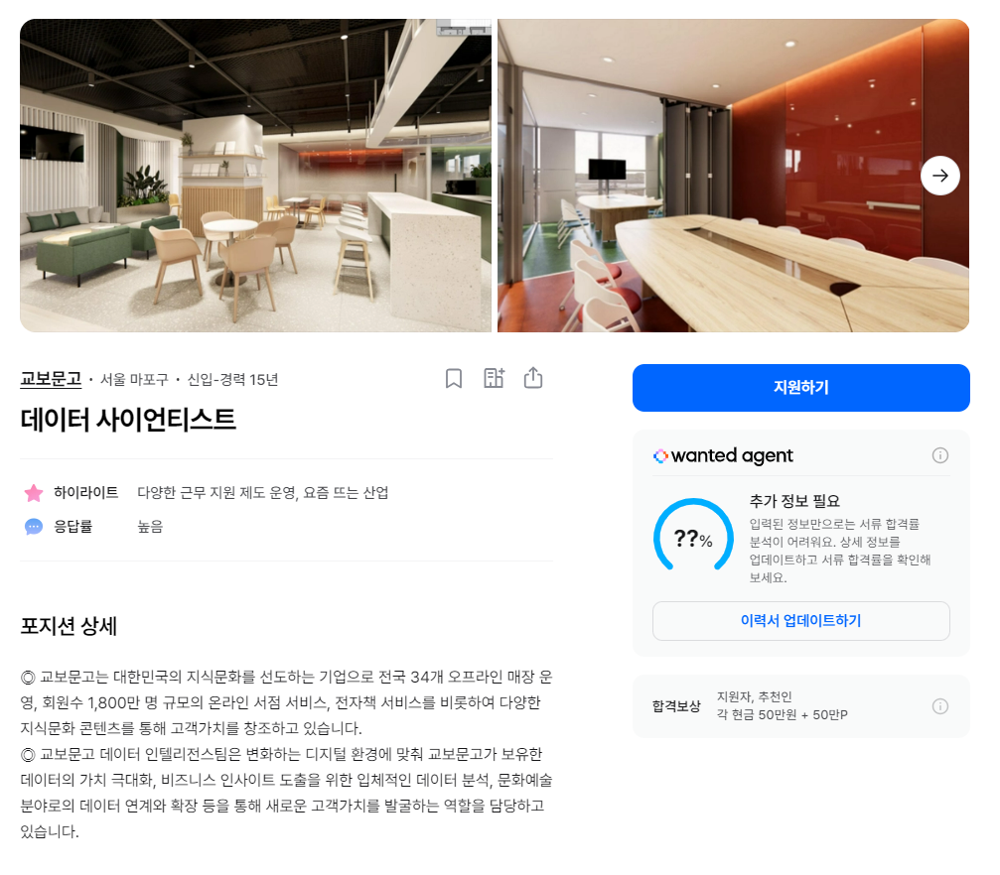 교보문고 · 서울 마포구 · 신입-경력 15년
데이터 사이언티스트
하이라이트 다양한 근무 지원 제도 운영, 요즘 뜨는 산업
응답률 높음
포지션 상세
◎ 교보문고는 대한민국의 지식문화를 선도하는 기업으로 전국 34개 오프라인 매장 운
영, 회원수 1,800만 명 규모의 온라인 서점 서비스, 전자책 서비스를 비롯하여 다양한
지식문화 콘텐츠를 통해 고객가치를 창조하고 있습니다.
◎ 교보문고 데이터 인텔리전스팀은 변화하는 디지털 환경에 맞춰 교보문고가 보유한
데이터의 가치 극대화, 비즈니스 인사이트 도출을 위한 입체적인 데이터 분석, 문화예술
분야로의 데이터 연계와 확장 등을 통해 새로운 고객가치를 발굴하는 역할을 담당하고
있습니다.
지원하기
wanted agent
??%
추가 정보 필요
입력된 정보만으로는 서류 합격률
분석이 어려워요. 상세 정보를
업데이트하고 서류 합격률을 확인해
보세요.
이력서 업데이트하기
합격보상
지원자, 추천인
각 현금 50만원 + 50만P